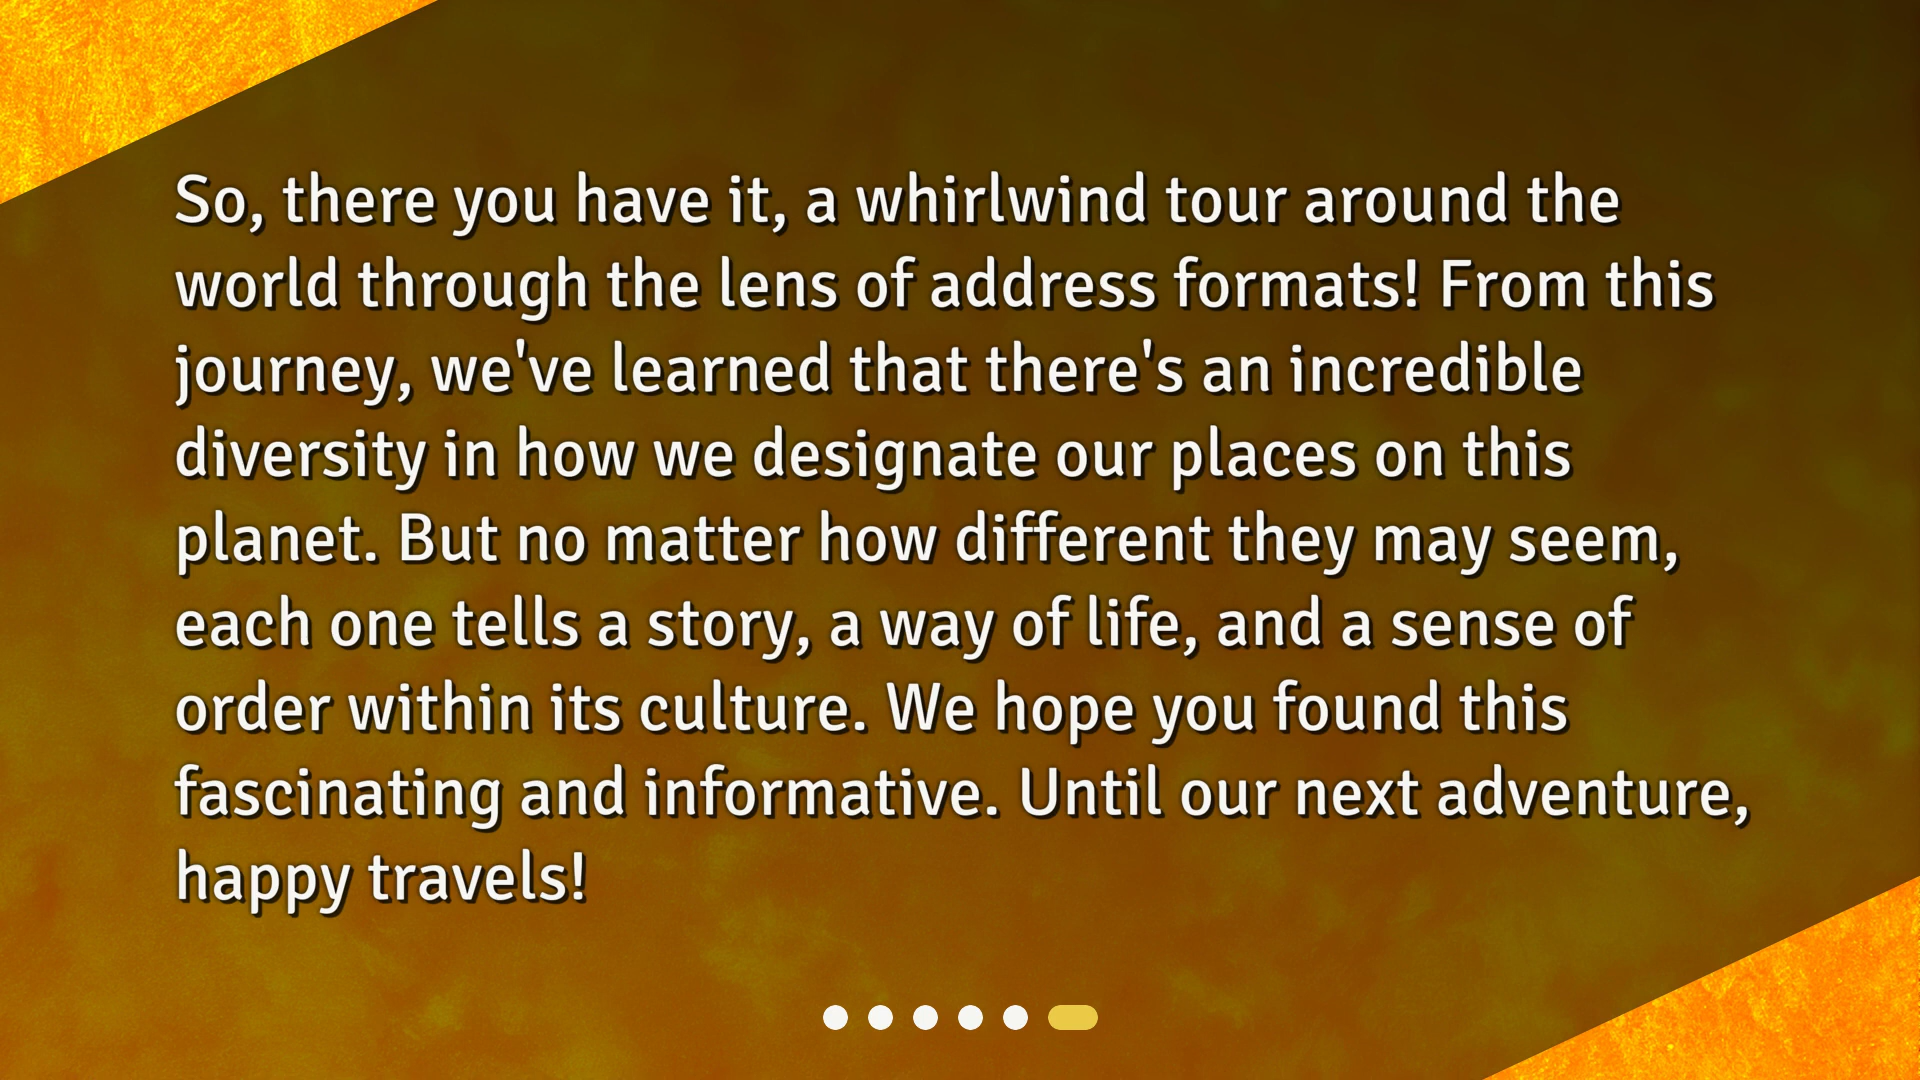 So, there you have it, a whirlwind tour around the
world through the lens of address formats! From this
journey, we've learned that there's an incredible
diversity in how we designate our places on this
planet. But no matter how different they may seem,
each one tells a story, a way of life, and a sense of
order within its culture. We hope you found this
fascinating and informative. Until our next adventure,
happy travels!